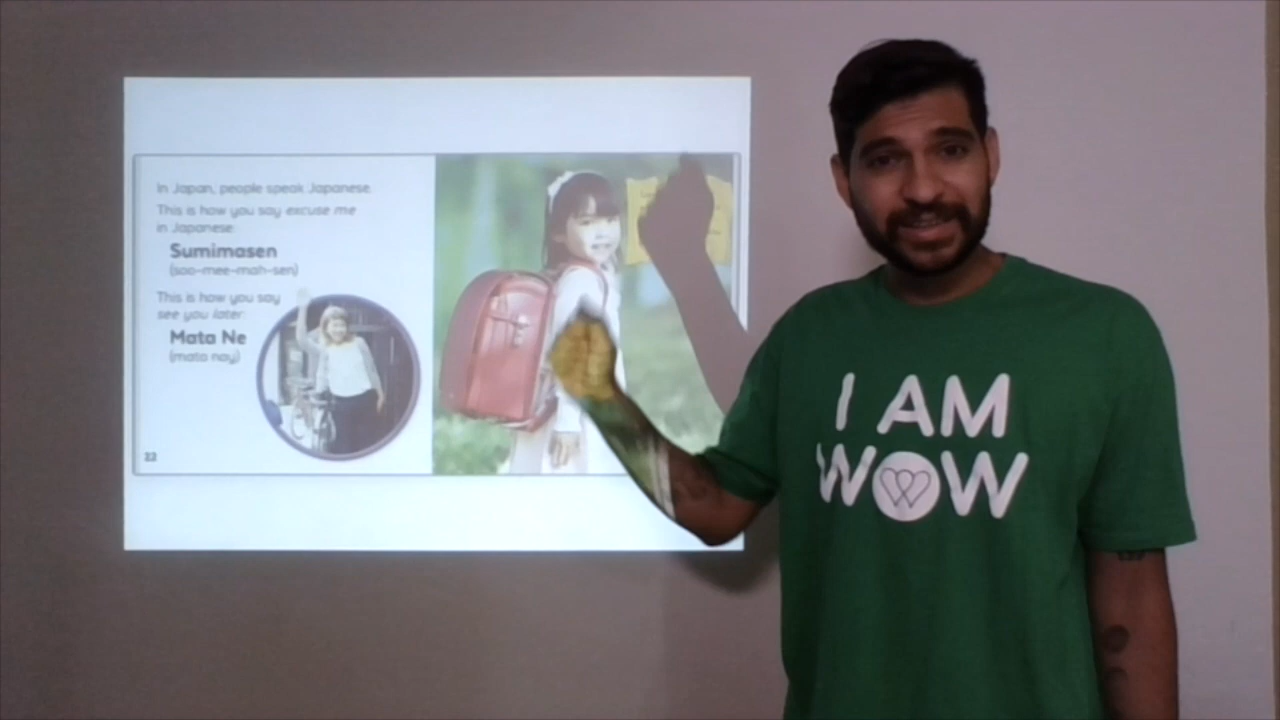 In Japan, people speak Japanese.
This is how you say excuse me
in Japanese:
Sumimasen
(soo-mee-mah-sen)
This is how you say
see you later:
Mata Ne
(mata nay)
22
I AM
WOW